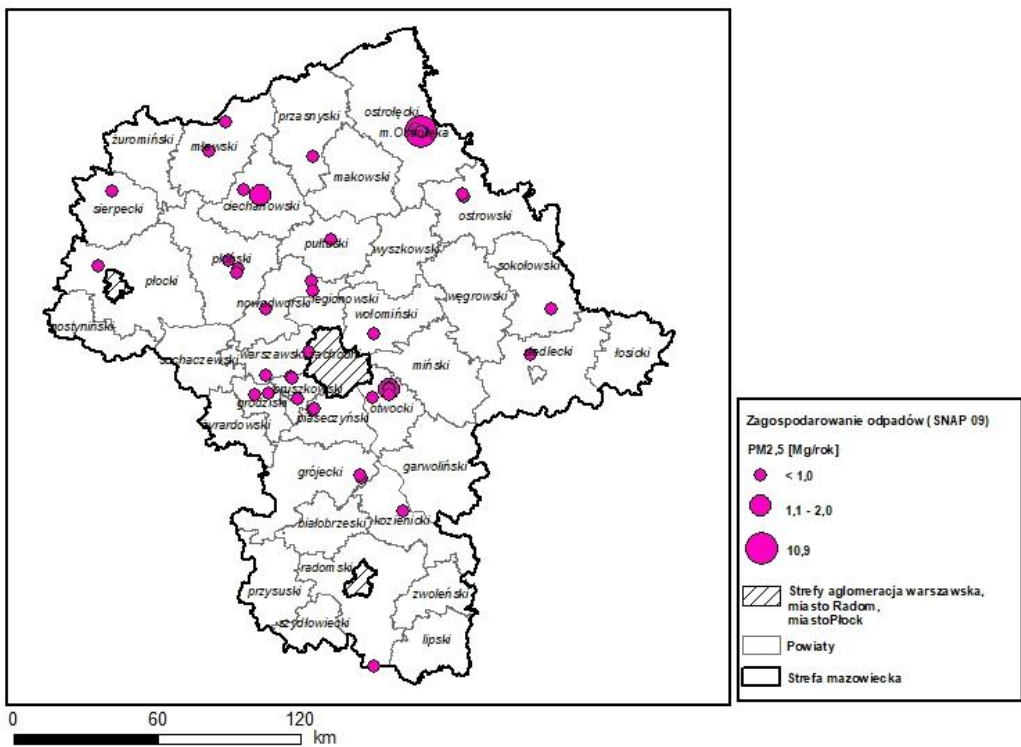 ostrołęcki
przasnyski
m.Ostrołęka
żuromiński
mławski
makowski
ciechanowski
sierpecki
ostrowski
pułtuski
wyszkowski
sokołowski
płoński
płocki
węgrowski
nowodworski
legionowski
wołomiński
gostyniński
sochaczewski
warszawski zachodni
siedlecki
łosicki
miński
pruszkowski
grodziski
otwocki
piaseczyński
żyrardowski
garwoliński
grójecki
kozienicki
białobrzeski
radomski
przysuski
zwoleński
szydłowiecki
lipski
Zagospodarowanie odpadów (SNAP 09)
PM2,5 [Mg/rok]
< 1,0
1,1 - 2,0
10,9
Strefy aglomeracja warszawska,
miasto Radom,
miastoPłock
Powiaty
Strefa mazowiecka
0 60 120
km